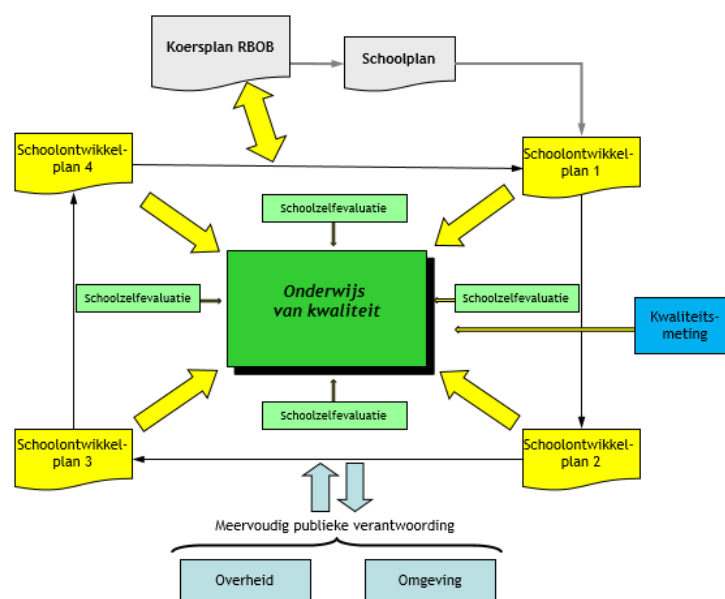 Koersplan RBOB
Schoolplan
Schoolontwikkel-
plan 4
Schoolontwikkel-
plan 1
Schoolzelfevaluatie
Onderwijs
van kwaliteit
Schoolzelfevaluatie
Schoolzelfevaluatie
Kwaliteits-
meting
Schoolzelfevaluatie
Schoolontwikkel-
plan 3
Schoolontwikkel-
plan 2
Meervoudig publieke verantwoording
Overheid
Omgeving